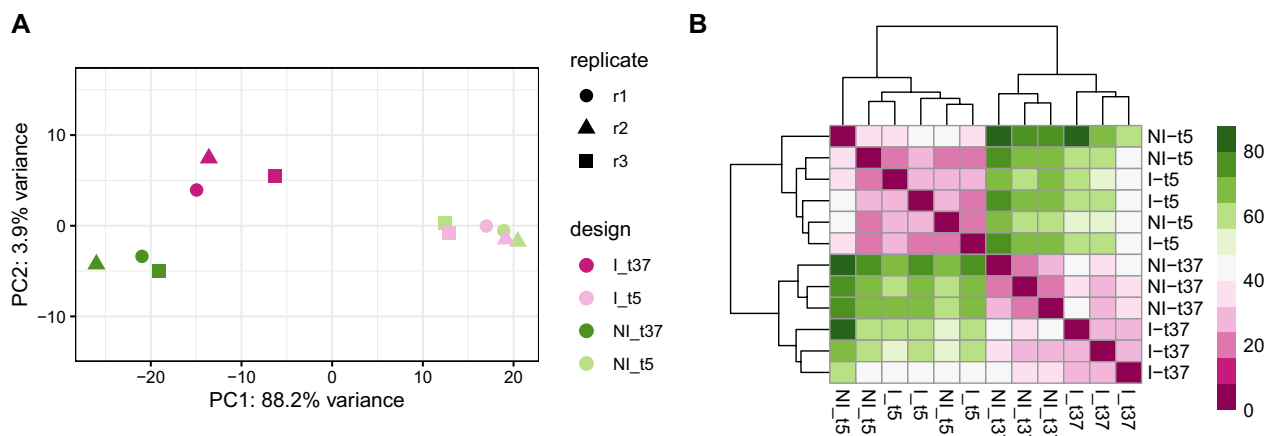 A
PC2: 3.9% variance
10
0
−10
−20
−10
0
10
20
PC1: 88.2% variance
replicate
r1
r2
r3
design
I_t37
I_t5
NI_t37
NI_t5
B
NI−t5
NI−t5
I−t5
I−t5
NI−t5
I−t5
NI−t37
NI−t37
NI−t37
I−t37
I−t37
I−t37
NI_t5
NI_t5
I_t5
I_t5
NI_t5
I_t5
NI_t37
NI_t37
NI_t37
I_t37
I_t37
I_t37
80
60
40
20
0